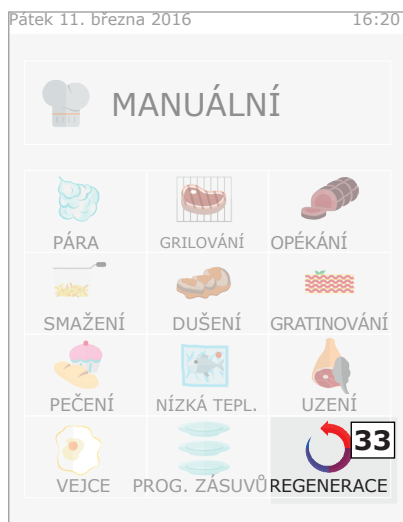 Pátek 11. března 2016 16:20
MANUÁLNÍ
PÁRA GRILOVÁNÍ OPÉKÁNÍ
SMAŽENÍ DUŠENÍ GRATINOVÁNÍ
PEČENÍ NÍZKÁ TEPL. UZENÍ
33
VEJCE PROG. ZÁSUVŮ REGENERACE